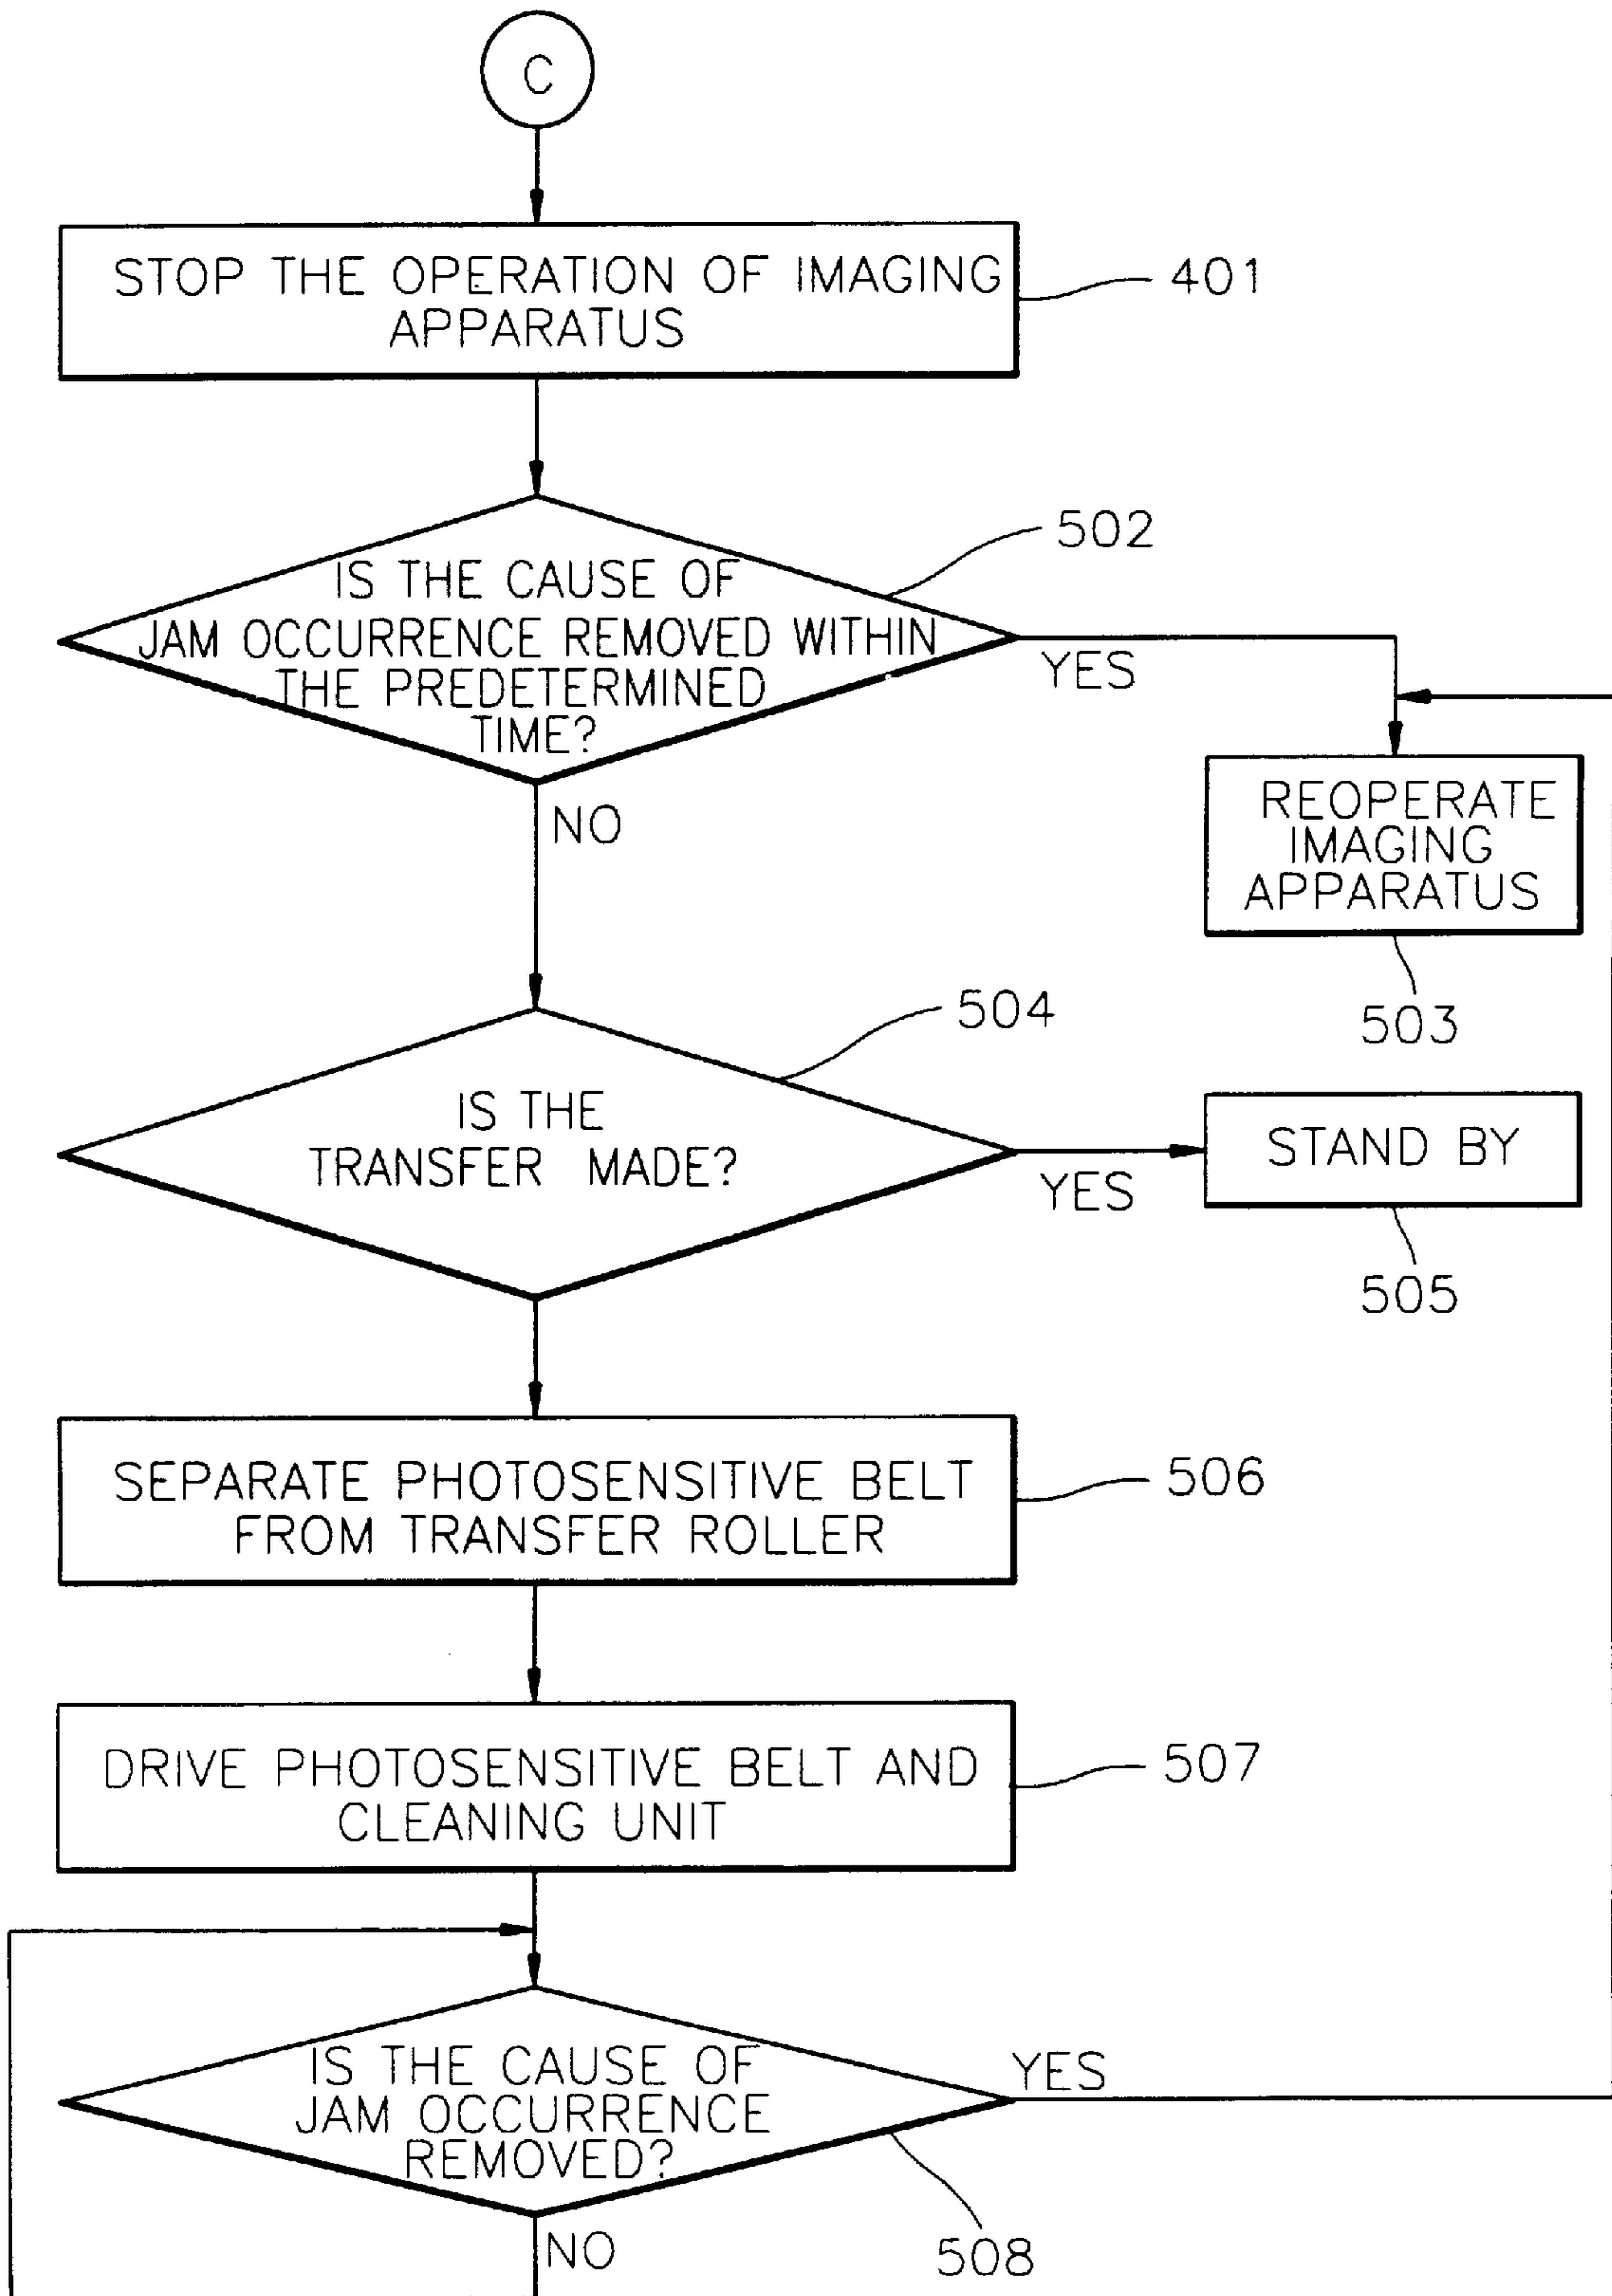 C
STOP THE OPERATION OF IMAGING
APPARATUS
401
502
IS THE CAUSE OF
JAM OCCURRENCE REMOVED WITHIN
THE PREDETERMINED
TIME?
YES
NO
REOPERATE
IMAGING
APPARATUS
503
504
IS THE
TRANSFER MADE?
YES
STAND BY
505
SEPARATE PHOTOSENSITIVE BELT
FROM TRANSFER ROLLER
506
DRIVE PHOTOSENSITIVE BELT AND
CLEANING UNIT
507
IS THE CAUSE OF
JAM OCCURRENCE
REMOVED?
YES
NO
508